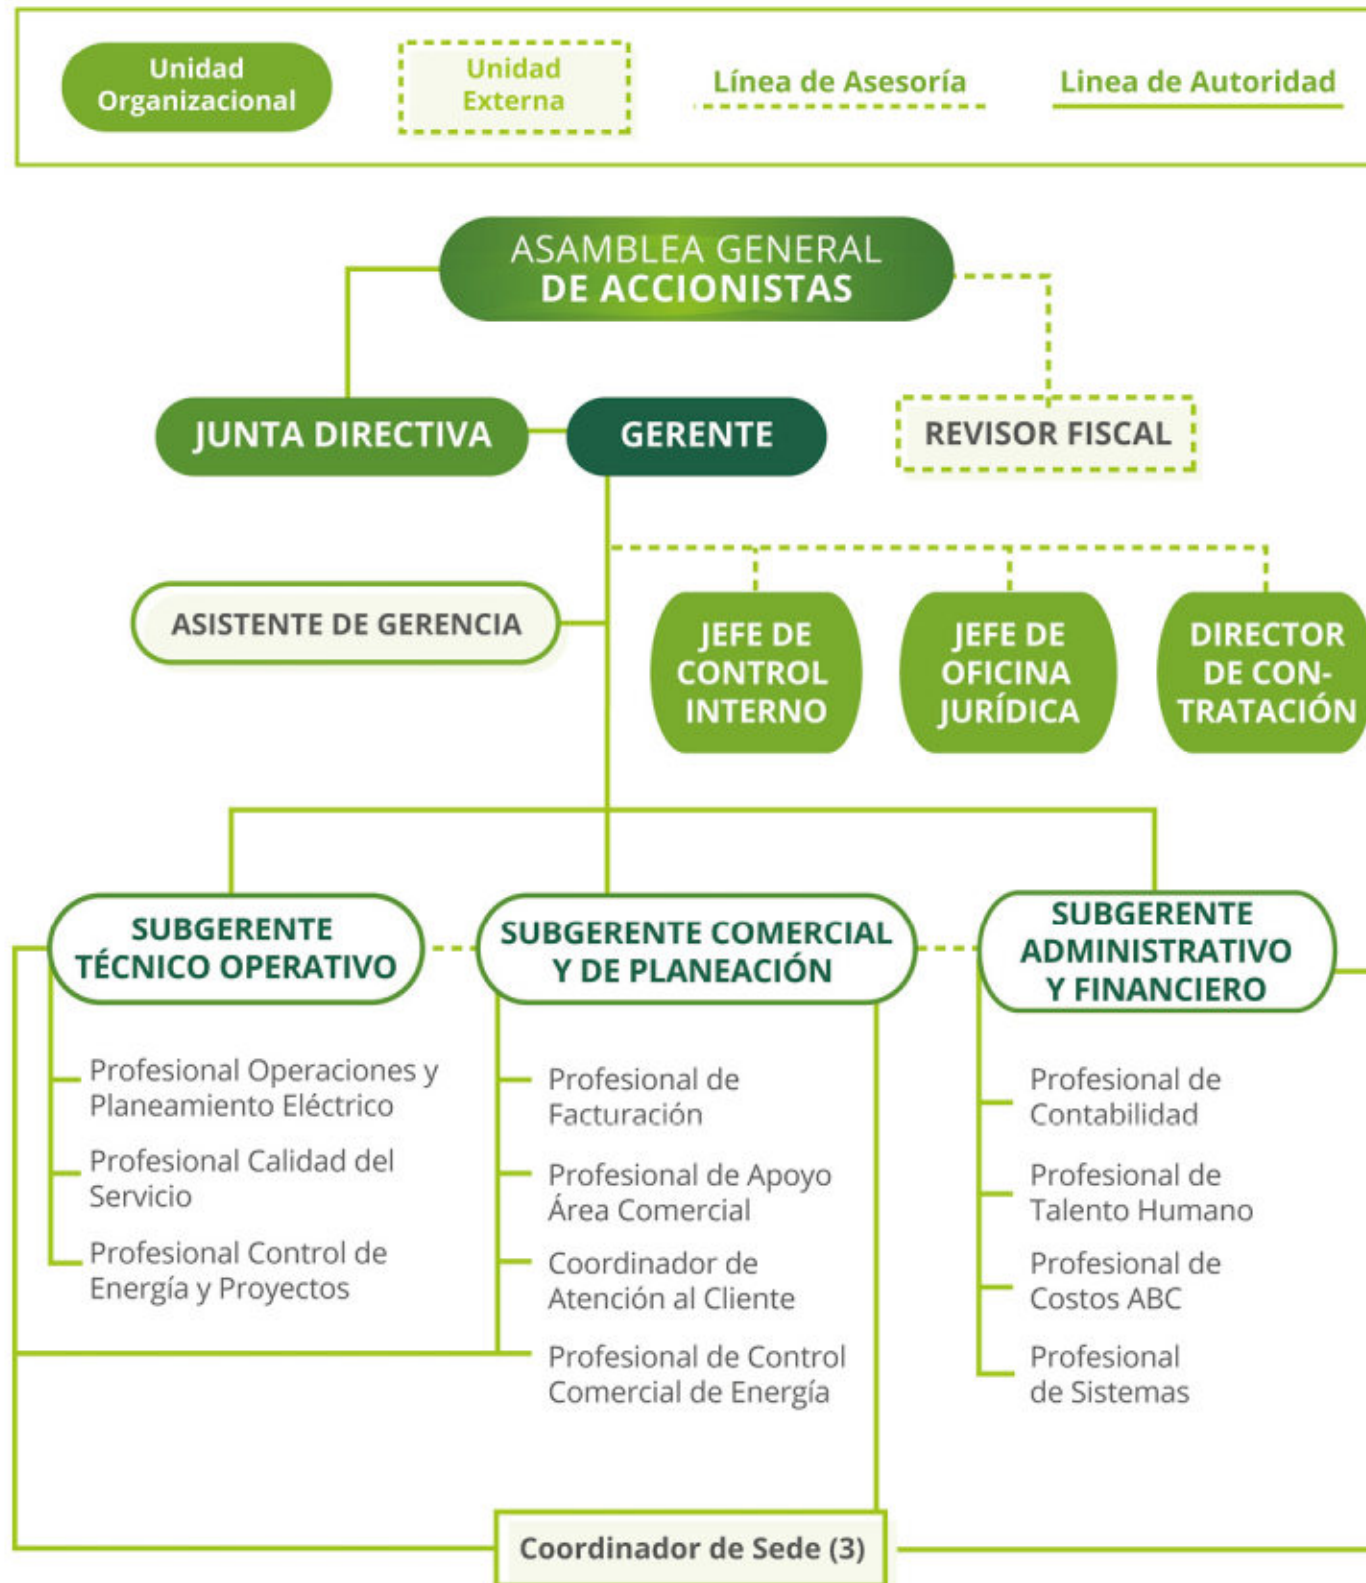 Unidad
Organizacional
Unidad
Externa
Línea de Asesoría
Linea de Autoridad
ASAMBLEA GENERAL
DE ACCIONISTAS
JUNTA DIRECTIVA
GERENTE
REVISOR FISCAL
ASISTENTE DE GERENCIA
JEFE DE
CONTROL
INTERNO
JEFE DE
OFICINA
JURÍDICA
DIRECTOR
DE CON-
TRATACIÓN
SUBGERENTE
TÉCNICO OPERATIVO
SUBGERENTE COMERCIAL
Y DE PLANEACIÓN
SUBGERENTE
ADMINISTRATIVO
Y FINANCIERO
Profesional Operaciones y
Planeamiento Eléctrico
Profesional Calidad del
Servicio
Profesional Control de
Energía y Proyectos
Profesional de
Facturación
Profesional de Apoyo
Área Comercial
Coordinador de
Atención al Cliente
Profesional de Control
Comercial de Energía
Profesional de
Contabilidad
Profesional de
Talento Humano
Profesional de
Costos ABC
Profesional
de Sistemas
Coordinador de Sede (3)